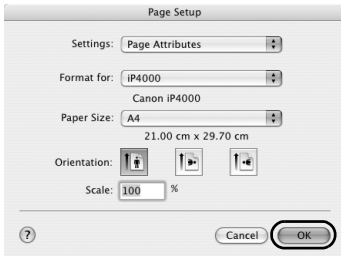 Page Setup
Settings: Page Attributes
Format for: iP4000
Canon iP4000
Paper Size: A4
21.00 cm x 29.70 cm
Orientation:
Scale: 100 %
? Cancel OK